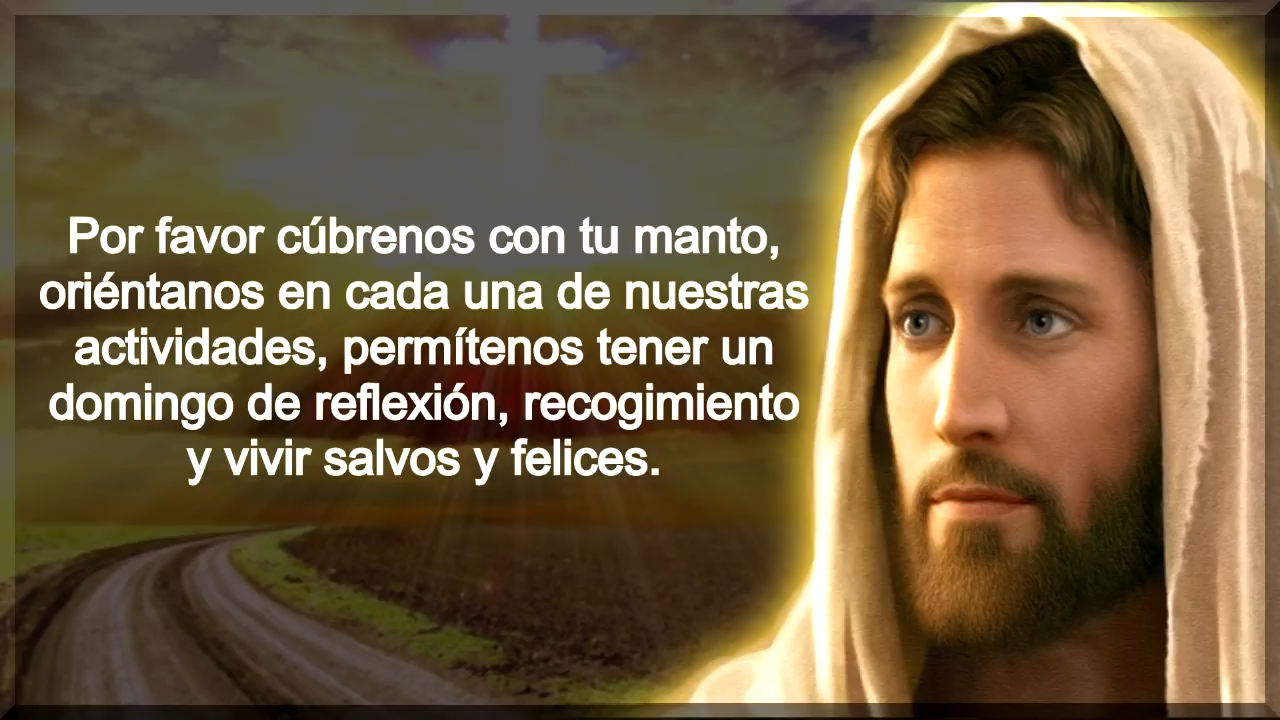 Por favor cúbrenos con tu manto,
oriéntanos en cada una de nuestras
actividades, permítenos tener un
domingo de reflexión, recogimiento
y vivir salvos y felices.